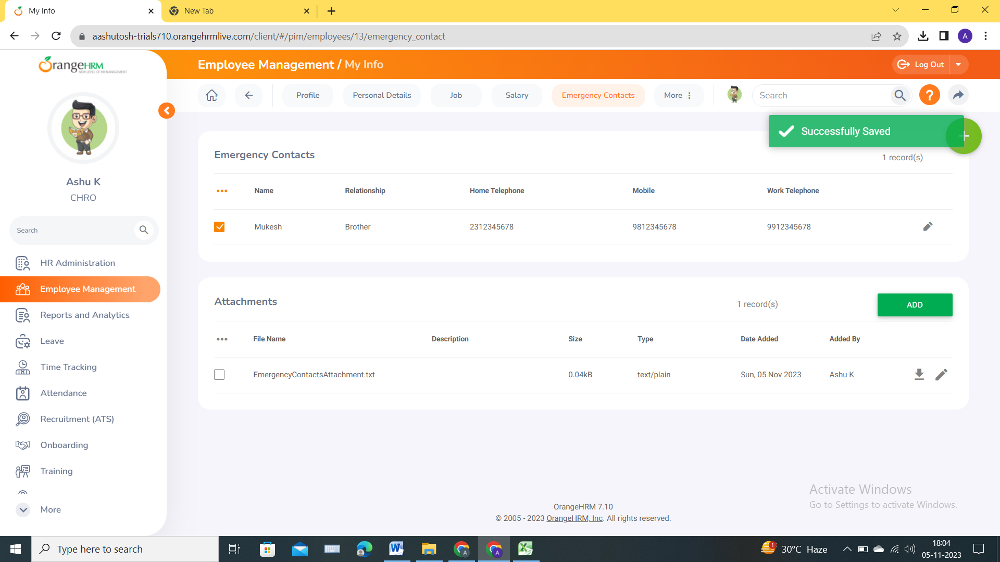 My Info
New Tab
aashutosh-trials710.orangehrmlive.com/client/#/pim/employees/13/emergency_contact
A
OrangeHRM
NEW LEVEL OF HR MANAGEMENT
Employee Management / My Info
Log Out
Profile
Personal Details
Job
Salary
Emergency Contacts
More
Search
?
Successfully Saved
Ashu K
CHRO
Search
HR Administration
Employee Management
Reports and Analytics
Leave
Time Tracking
Attendance
Recruitment (ATS)
Onboarding
Training
More
Emergency Contacts
1 record(s)
Name Relationship Home Telephone Mobile Work Telephone
Mukesh Brother 2312345678 9812345678 9912345678
Attachments
1 record(s)
ADD
File Name Description Size Type Date Added Added By
EmergencyContactsAttachment.txt 0.04kB text/plain Sun, 05 Nov 2023 Ashu K
Activate Windows
Go to Settings to activate Windows.
OrangeHRM 7.10
© 2005 - 2023 OrangeHRM, Inc. All rights reserved.
Type here to search
1
30°C Haze
18:04
05-11-2023